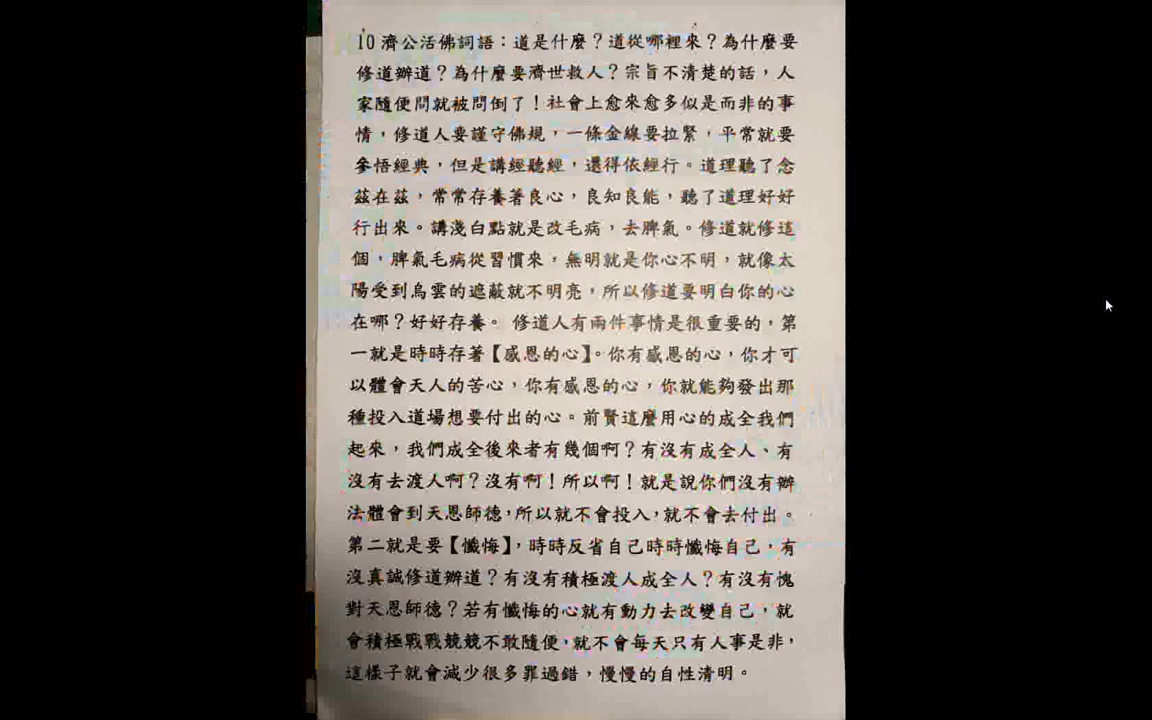 10 濟公活佛詞語：道是什麼？道從哪裡來？為什麼要
修道辦道？為什麼要濟世救人？宗旨不清楚的話，人
家隨便問就被問倒了！社會上愈來愈多似是而非的事
情，修道人要謹守佛規，一條金線要拉緊，平常就要
參悟經典，但是講經聽經，還得依經行。道理聽了念
茲在茲，常常存養著良心，良知良能，聽了道理好好
行出來。講淺白點就是改毛病，去脾氣。修道就修這
個，脾氣毛病從習慣來，無明就是你心不明，就像太
陽受到烏雲的遮蔽就不明亮，所以修道要明白你的心
在哪？好好存養。 修道人有兩件事情是很重要的，第
一就是時時存著【感恩的心】。你有感恩的心，你才可
以體會天人的苦心，你有感恩的心，你就能夠發出那
種投入道場想要付出的心。前賢這麼用心的成全我們
起來，我們成全後來者有幾個啊？有沒有成全人、有
沒有去渡人啊？沒有啊！所以啊！就是說你們沒有辦
法體會到天恩師德，所以就不會投入，就不會去付出。
第二就是要【懺悔】，時時反省自己時時懺悔自己，有
沒真誠修道辦道？有沒有積極渡人成全人？有沒有愧
對天恩師德？若有懺悔的心就有動力去改變自己，就
會積極戰戰兢兢不敢隨便，就不會每天只有人事是非，
這樣子就會減少很多罪過錯，慢慢的自性清明。